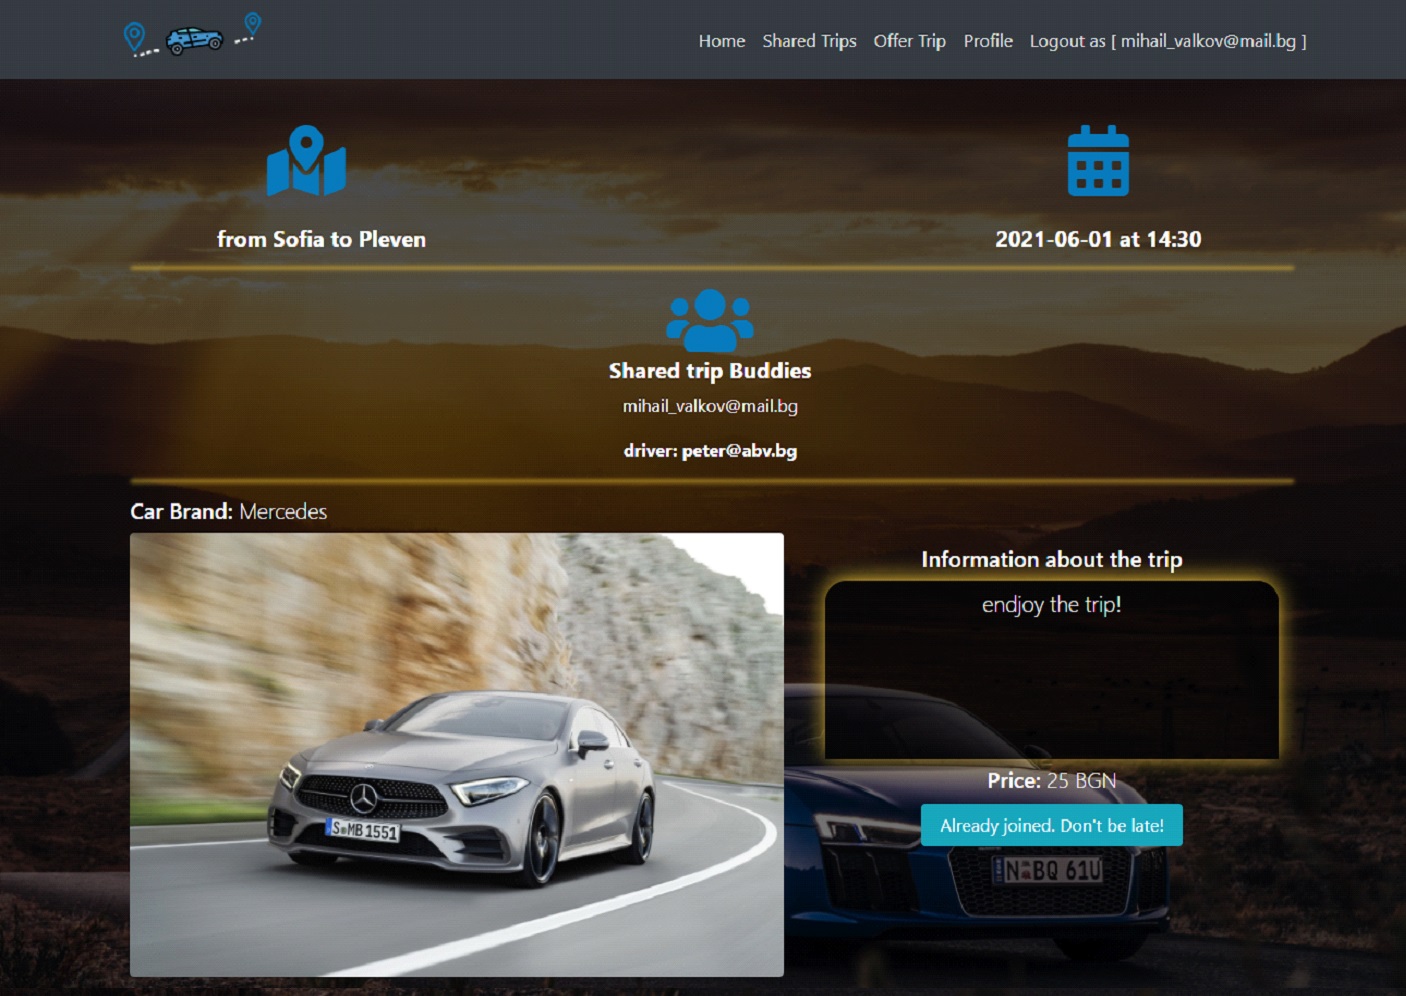 Home Shared Trips Offer Trip Profile Logout as [ mihail_valkov@mail.bg ]
from Sofia to Pleven
2021-06-01 at 14:30
Shared trip Buddies
mihail_valkov@mail.bg
driver: peter@abv.bg
Car Brand: Mercedes
Information about the trip
endjoy the trip!
Price: 25 BGN
Already joined. Don't be late!
S MB 1551
N BQ 61U